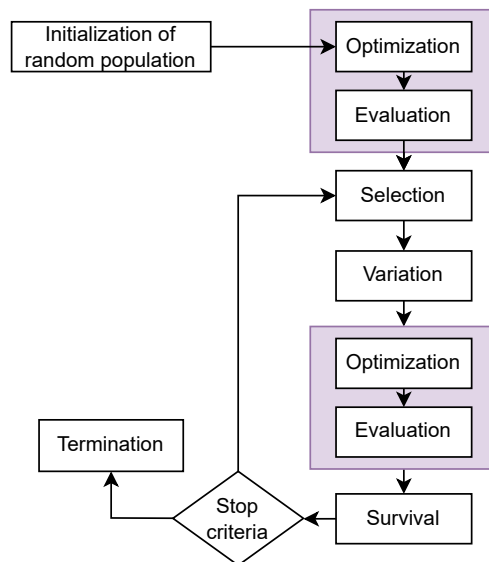 Initialization of
random population
Optimization
Evaluation
Selection
Variation
Optimization
Evaluation
Termination
Stop
criteria
Survival